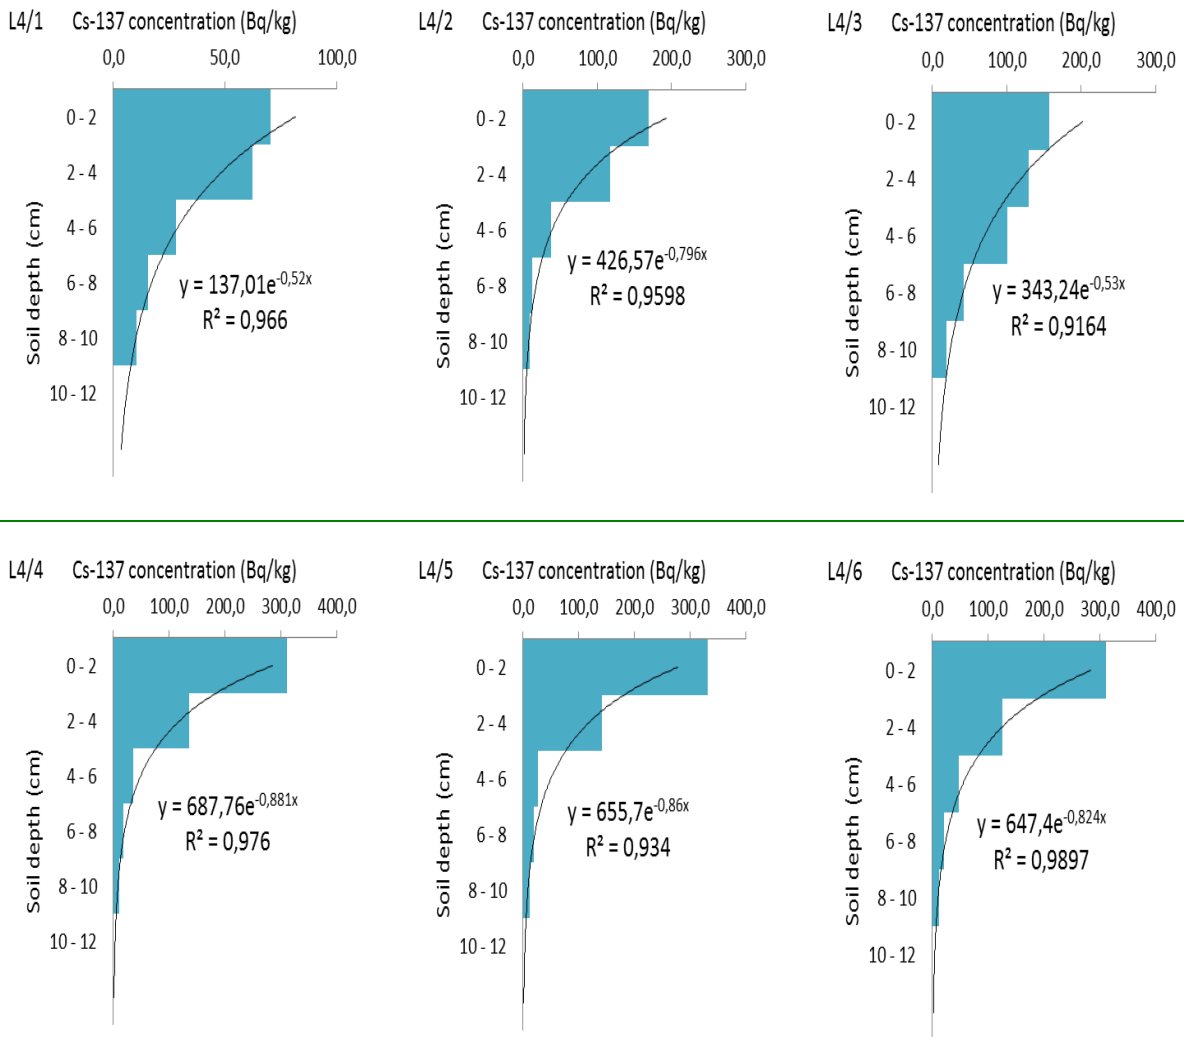 L4/1 Cs-137 concentration (Bq/kg)
0,0 50,0 100,0
0 - 2
2 - 4
4 - 6
6 - 8
8 - 10
10 - 12
Soil depth (cm)
y = 137,01e^-0,52x
R² = 0,966
L4/2 Cs-137 concentration (Bq/kg)
0,0 100,0 200,0 300,0
0 - 2
2 - 4
4 - 6
6 - 8
8 - 10
10 - 12
Soil depth (cm)
y = 426,57e^-0,796x
R² = 0,9598
L4/3 Cs-137 concentration (Bq/kg)
0,0 100,0 200,0 300,0
0 - 2
2 - 4
4 - 6
6 - 8
8 - 10
10 - 12
Soil depth (cm)
y = 343,24e^-0,53x
R² = 0,9164
L4/4 Cs-137 concentration (Bq/kg)
0,0 100,0 200,0 300,0 400,0
0 - 2
2 - 4
4 - 6
6 - 8
8 - 10
10 - 12
Soil depth (cm)
y = 687,76e^-0,881x
R² = 0,976
L4/5 Cs-137 concentration (Bq/kg)
0,0 100,0 200,0 300,0 400,0
0 - 2
2 - 4
4 - 6
6 - 8
8 - 10
10 - 12
Soil depth (cm)
y = 655,7e^-0,86x
R² = 0,934
L4/6 Cs-137 concentration (Bq/kg)
0,0 100,0 200,0 300,0 400,0
0 - 2
2 - 4
4 - 6
6 - 8
8 - 10
10 - 12
Soil depth (cm)
y = 647,4e^-0,824x
R² = 0,9897